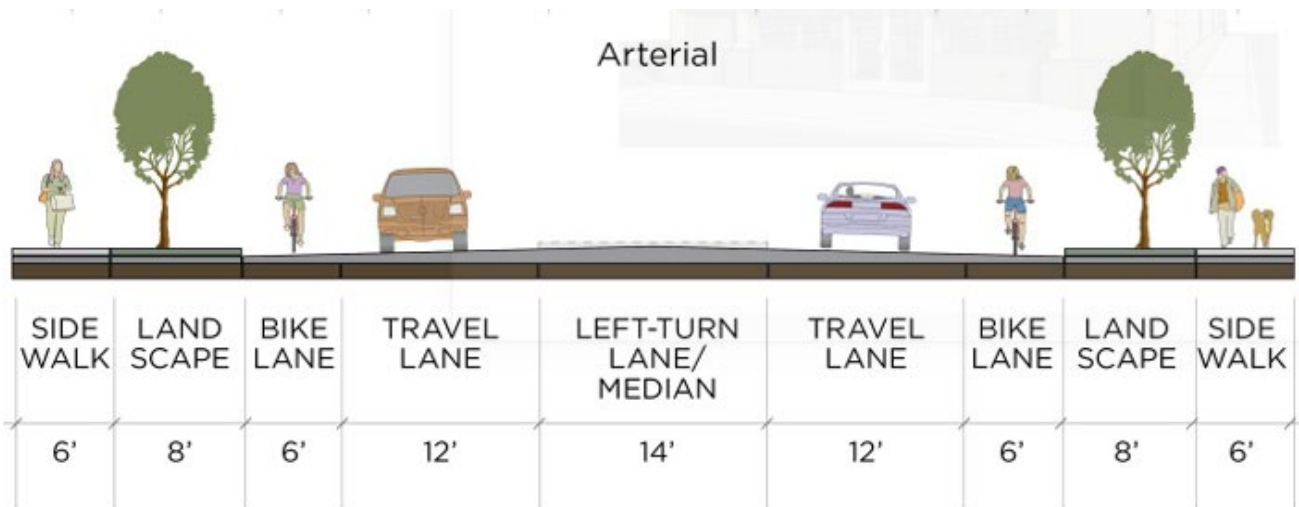 Arterial
SIDE
WALK
LAND
SCAPE
BIKE
LANE
TRAVEL
LANE
LEFT-TURN
LANE/
MEDIAN
TRAVEL
LANE
BIKE
LANE
LAND
SCAPE
SIDE
WALK
6’ 8’ 6’ 12’ 14’ 12’ 6’ 8’ 6’